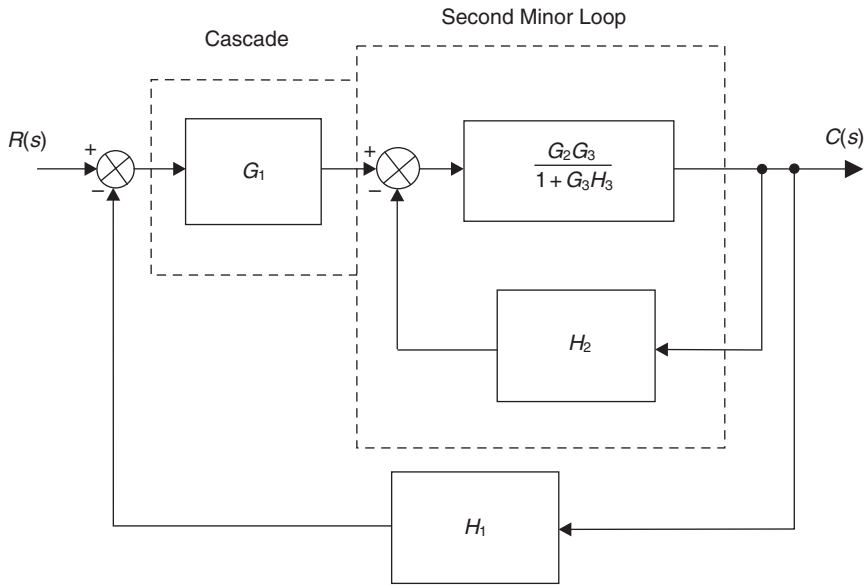 Second Minor Loop
Cascade
R(s)
+
−
G₁
+
−
G₂G₃
1 + G₃H₃
C(s)
H₂
H₁